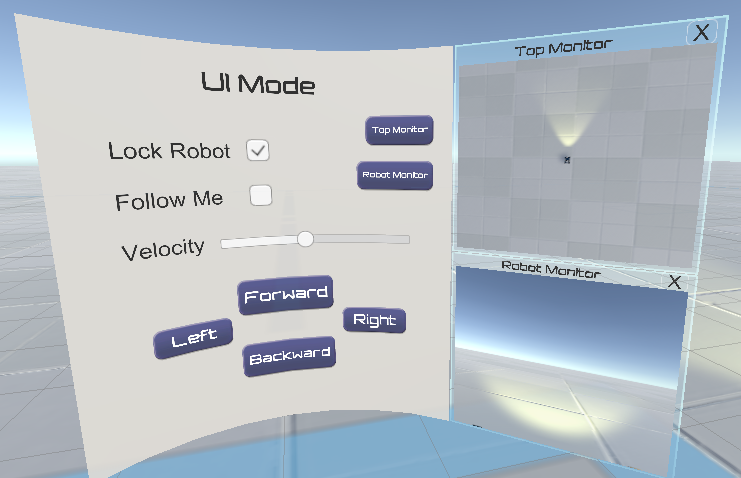 UI Mode
Lock Robot
Follow Me
Velocity
Top Monitor
Robot Monitor
Forward
Left
Right
Backward
Top Monitor
X
Robot Monitor
X